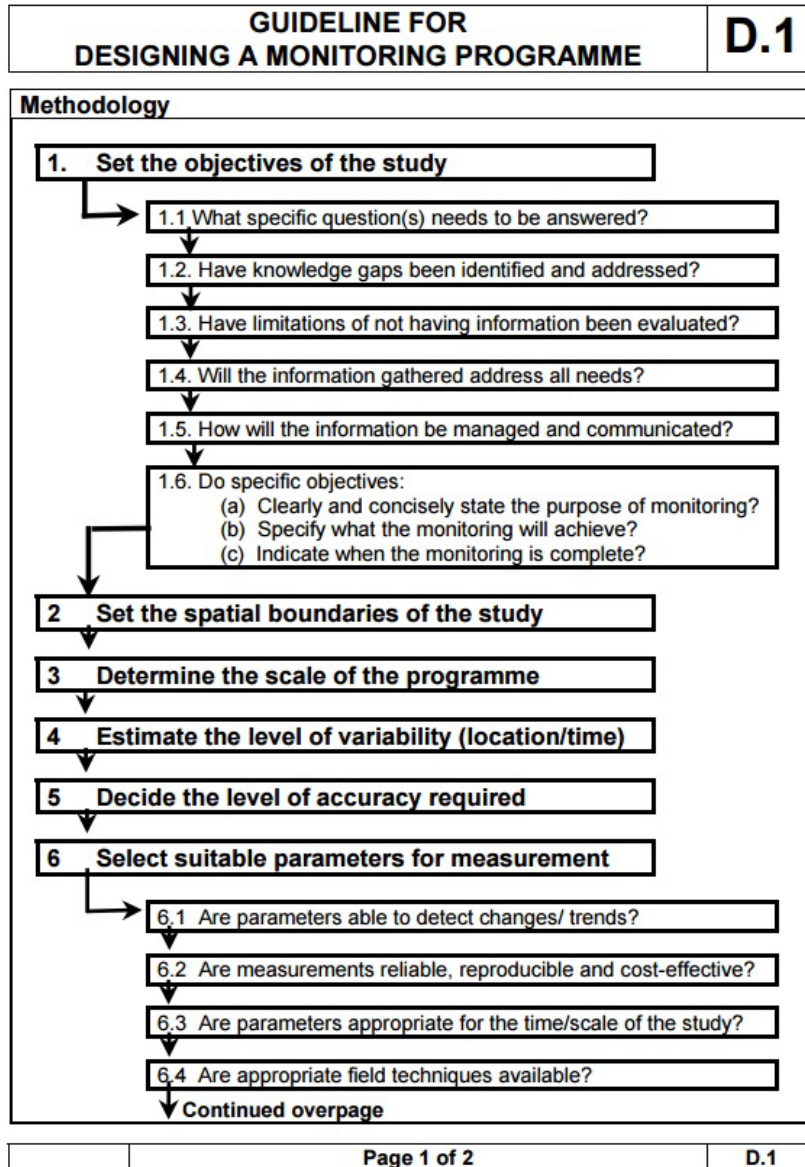 GUIDELINE FOR
DESIGNING A MONITORING PROGRAMME
D.1
Methodology
1. Set the objectives of the study
1.1 What specific question(s) needs to be answered?
1.2. Have knowledge gaps been identified and addressed?
1.3. Have limitations of not having information been evaluated?
1.4. Will the information gathered address all needs?
1.5. How will the information be managed and communicated?
1.6. Do specific objectives:
(a) Clearly and concisely state the purpose of monitoring?
(b) Specify what the monitoring will achieve?
(c) Indicate when the monitoring is complete?
2 Set the spatial boundaries of the study
3 Determine the scale of the programme
4 Estimate the level of variability (location/time)
5 Decide the level of accuracy required
6 Select suitable parameters for measurement
6.1 Are parameters able to detect changes/ trends?
6.2 Are measurements reliable, reproducible and cost-effective?
6.3 Are parameters appropriate for the time/scale of the study?
6.4 Are appropriate field techniques available?
Continued overpage
Page 1 of 2
D.1